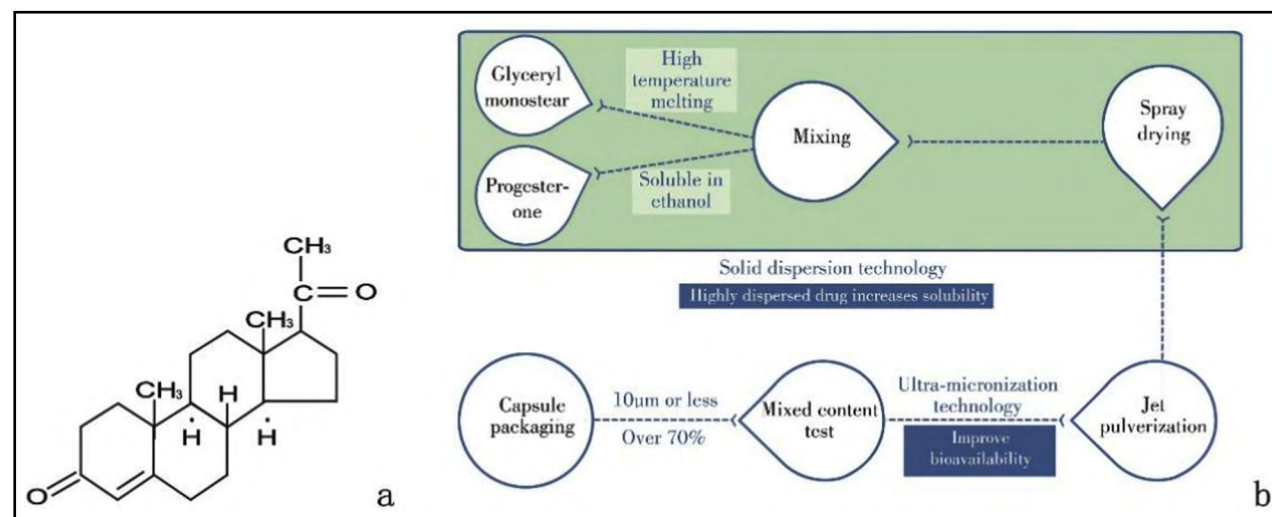 CH₃
C=O
CH₃
CH₃
H
H
H
O
a
Glyceryl
monostear
High
temperature
melting
Mixing
Spray
drying
Progester-
one
Soluble in
ethanol
Solid dispersion technology
Highly dispersed drug increases solubility
Capsule
packaging
10μm or less
Over 70%
Mixed content
test
Ultra-micronization
technology
Improve
bioavailability
Jet
pulverization
b